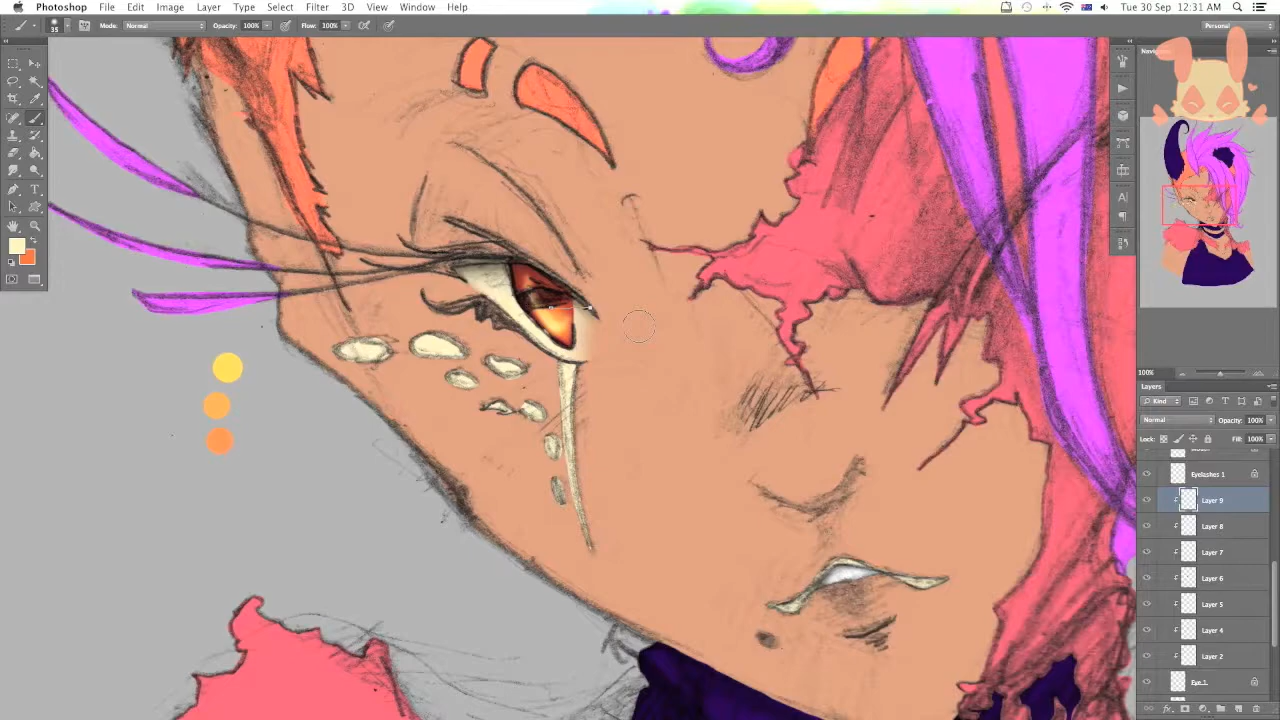 Photoshop File Edit Image Layer Type Select Filter 3D View Window Help Tue 30 Sep 12:31 AM
35 Mode: Normal Opacity: 100% Flow: 100% Personal
Navigator
100%
Layers
Kind
Normal Opacity: 100%
Lock: Fill: 100%
Eyelashes 1
Layer 9
Layer 8
Layer 7
Layer 6
Layer 5
Layer 4
Layer 2
Eye 1